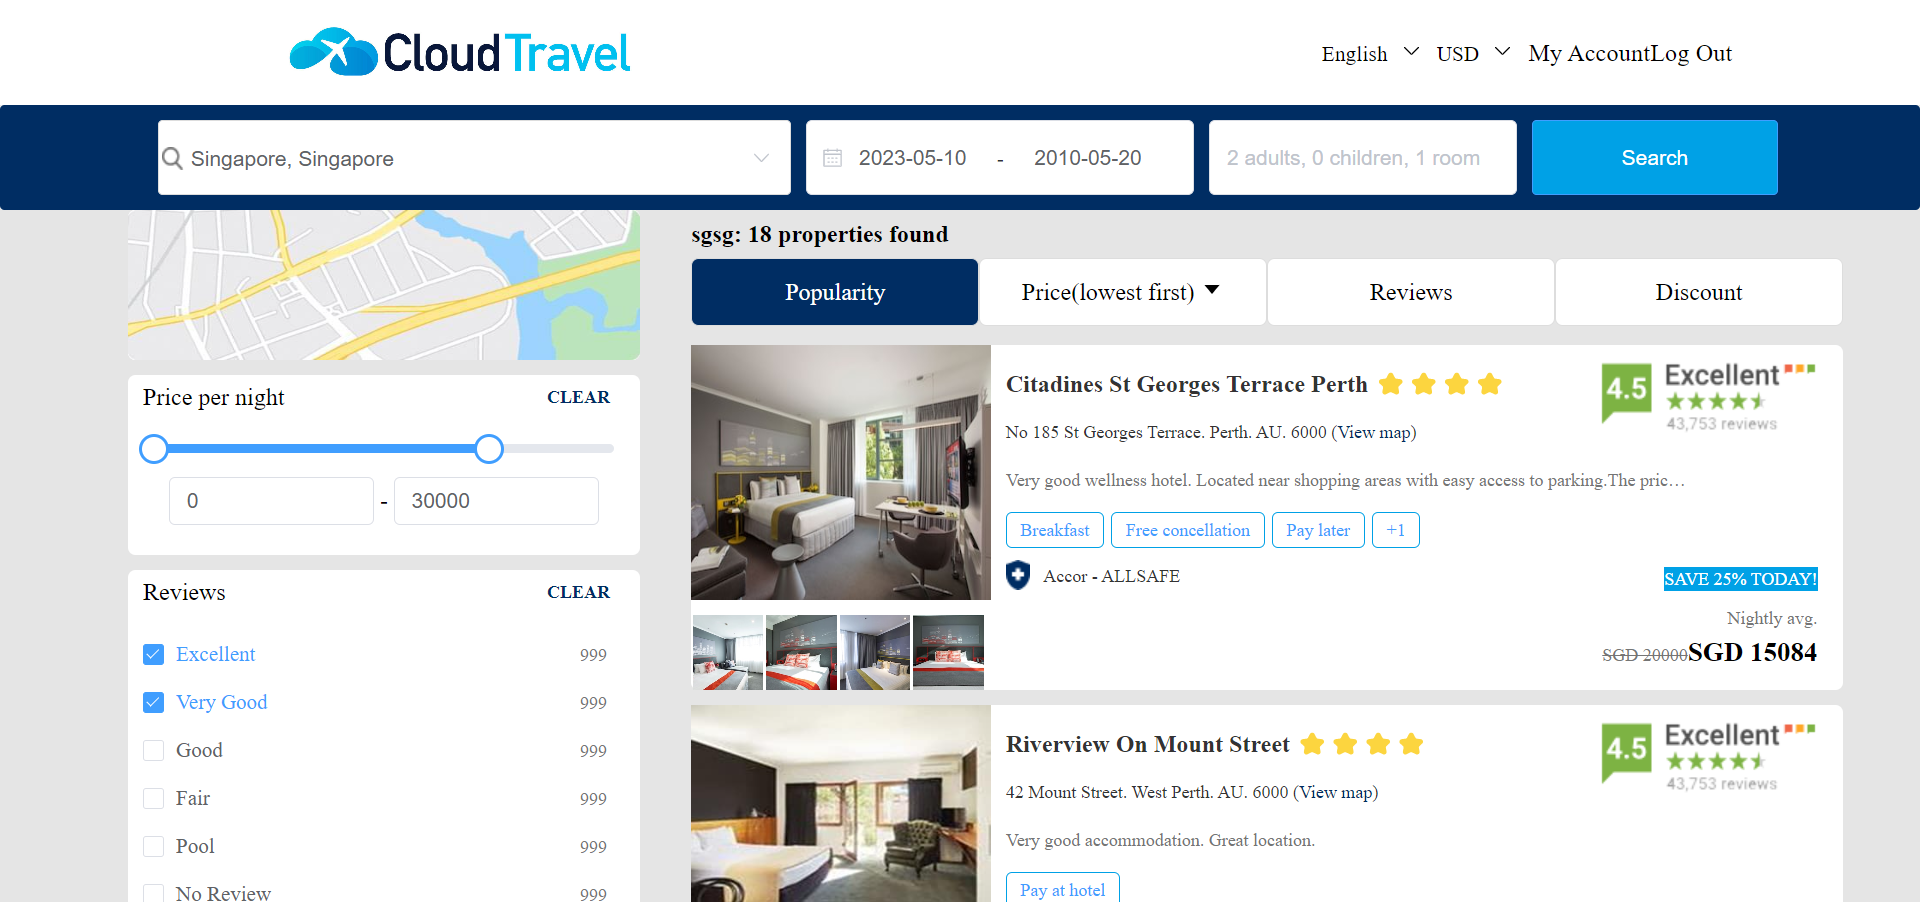 CloudTravel
English USD My AccountLog Out
Singapore, Singapore
2023-05-10 - 2010-05-20
2 adults, 0 children, 1 room
Search
Price per night CLEAR
0 - 30000
Reviews CLEAR
Excellent 999
Very Good 999
Good 999
Fair 999
Pool 999
No Review 999
sgsg: 18 properties found
Popularity
Price(lowest first)
Reviews
Discount
Citadines St Georges Terrace Perth
No 185 St Georges Terrace. Perth. AU. 6000 (View map)
Very good wellness hotel. Located near shopping areas with easy access to parking.The pric…
Breakfast
Free concellation
Pay later
+1
Accor - ALLSAFE
4.5
Excellent
43,753 reviews
SAVE 25% TODAY!
Nightly avg.
SGD 20000SGD 15084
Riverview On Mount Street
42 Mount Street. West Perth. AU. 6000 (View map)
Very good accommodation. Great location.
Pay at hotel
4.5
Excellent
43,753 reviews